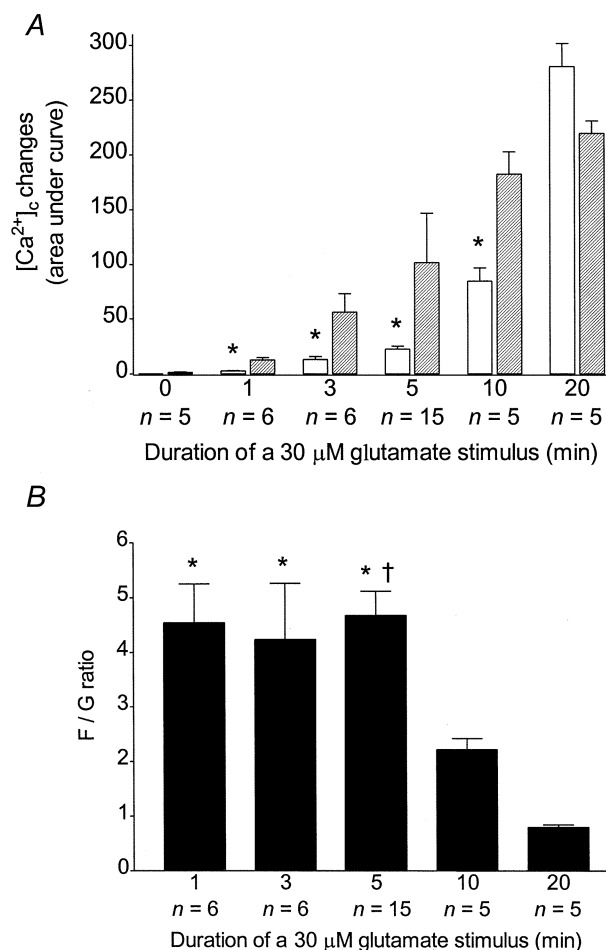 A
300
250
200
150
100
50
0
[Ca²⁺]c changes
(area under curve)
* * * *
0 1 3 5 10 20
n = 5 n = 6 n = 6 n = 15 n = 5 n = 5
Duration of a 30 μM glutamate stimulus (min)
B
6
5
4
3
2
1
0
F / G ratio
* * * †
1 3 5 10 20
n = 6 n = 6 n = 15 n = 5 n = 5
Duration of a 30 μM glutamate stimulus (min)